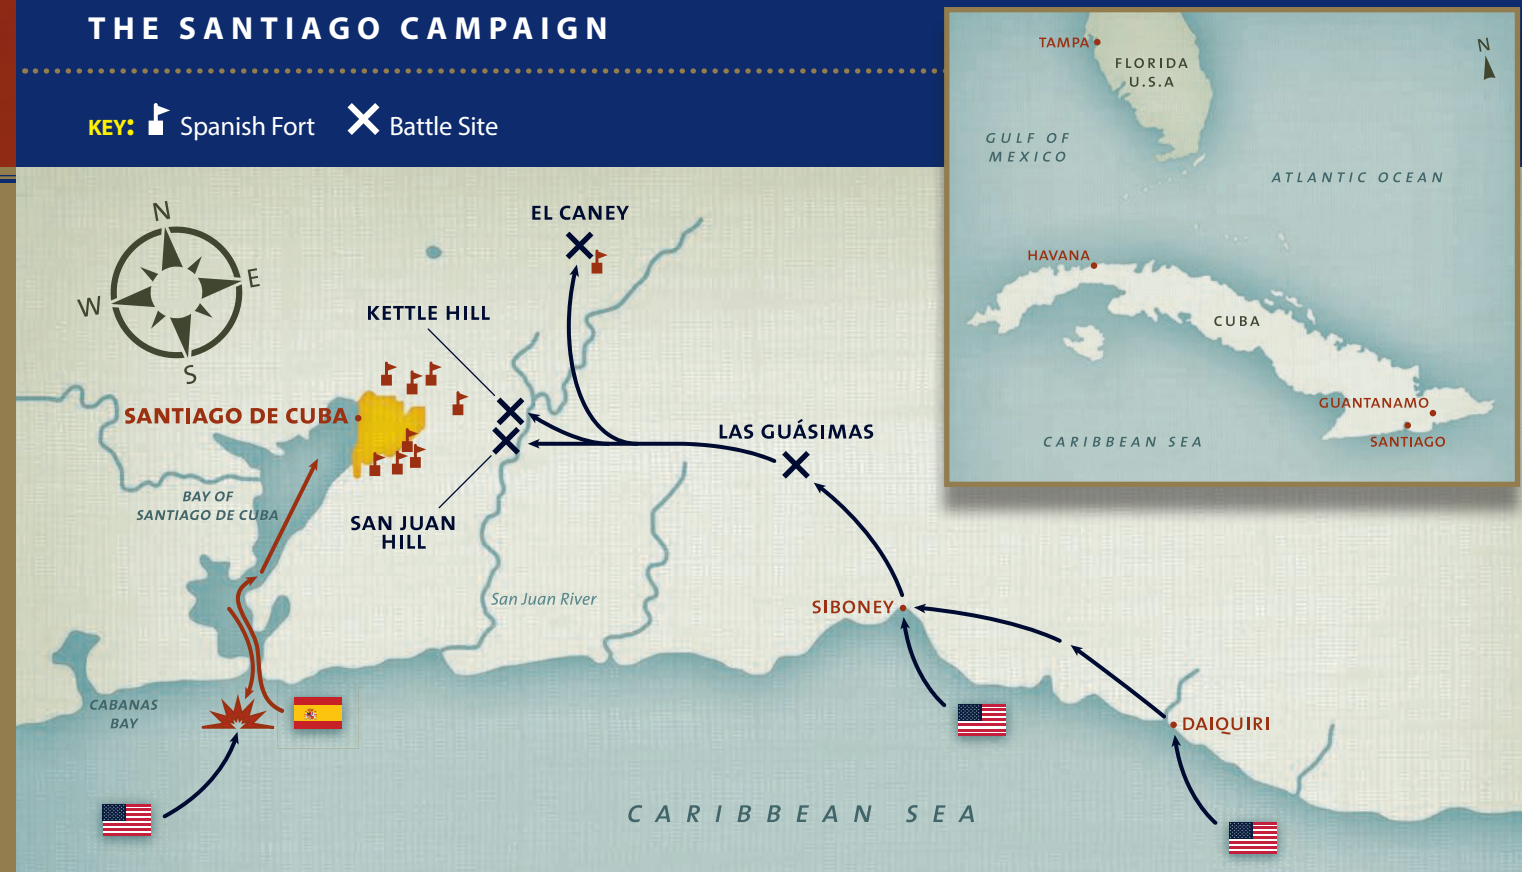 THE SANTIAGO CAMPAIGN
KEY: Spanish Fort Battle Site
TAMPA
FLORIDA
U.S.A
N
GULF OF
MEXICO
ATLANTIC OCEAN
HAVANA
CUBA
GUANTANAMO
SANTIAGO
CARIBBEAN SEA
N
E
W
S
EL CANEY
KETTLE HILL
SANTIAGO DE CUBA
LAS GUÁSIMAS
BAY OF
SANTIAGO DE CUBA
SAN JUAN
HILL
San Juan River
SIBONEY
CABANAS
BAY
DAIQUIRI
CARIBBEAN SEA